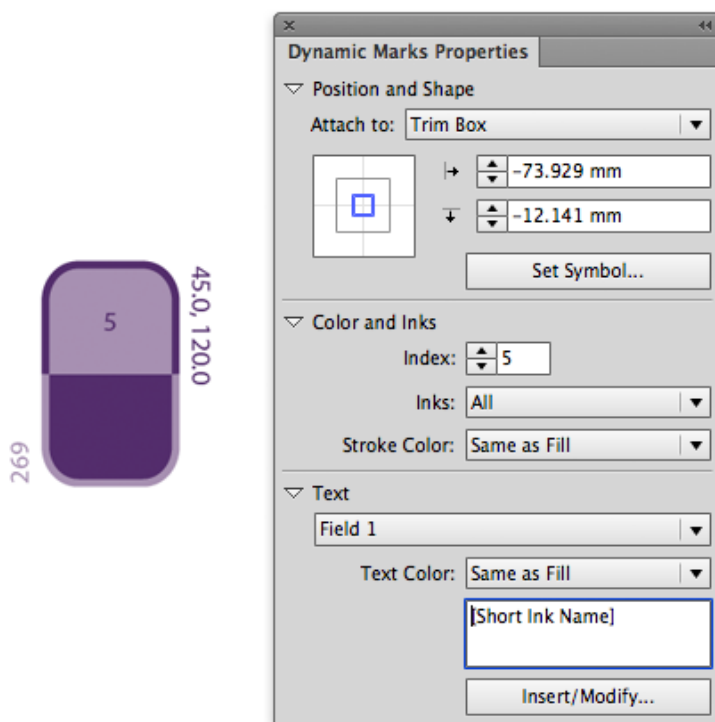 Dynamic Marks Properties
Position and Shape
Attach to: Trim Box
-73.929 mm
-12.141 mm
Set Symbol...
Color and Inks
Index: 5
Inks: All
Stroke Color: Same as Fill
Text
Field 1
Text Color: Same as Fill
[Short Ink Name]
Insert/Modify...
5
45.0, 120.0
269